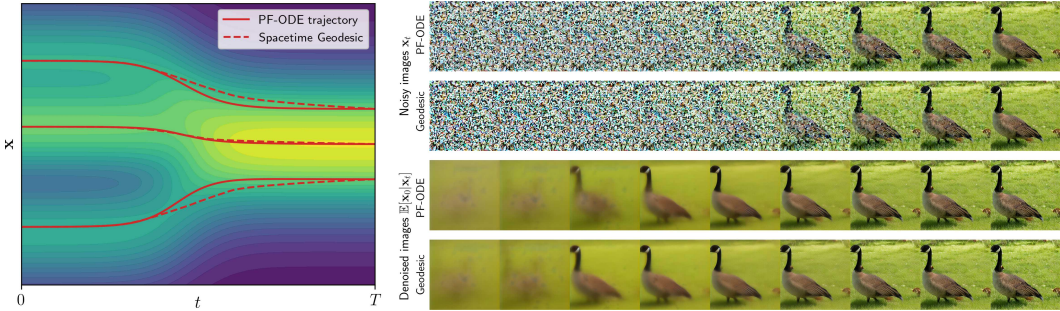 PF-ODE trajectory
Spacetime Geodesic
x
0
t
T
Noisy images x_t
PF-ODE
Geodesic
Denoised images 𝔼[x_0|x_t]
PF-ODE
Geodesic